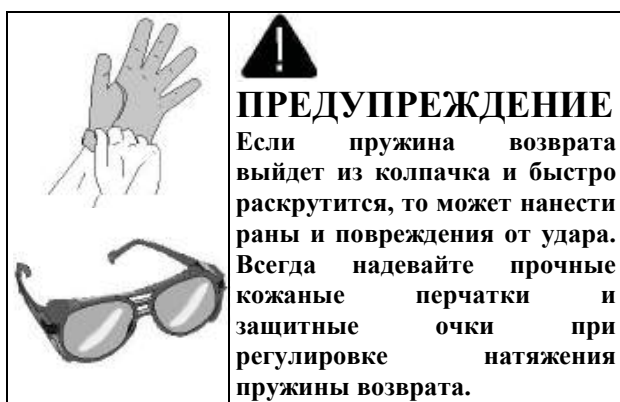 ПРЕДУПРЕЖДЕНИЕ
Если пружина возврата
выйдет из колпачка и быстро
раскрутится, то может нанести
раны и повреждения от удара.
Всегда надевайте прочные
кожаные перчатки и
защитные очки при
регулировке натяжения
пружины возврата.